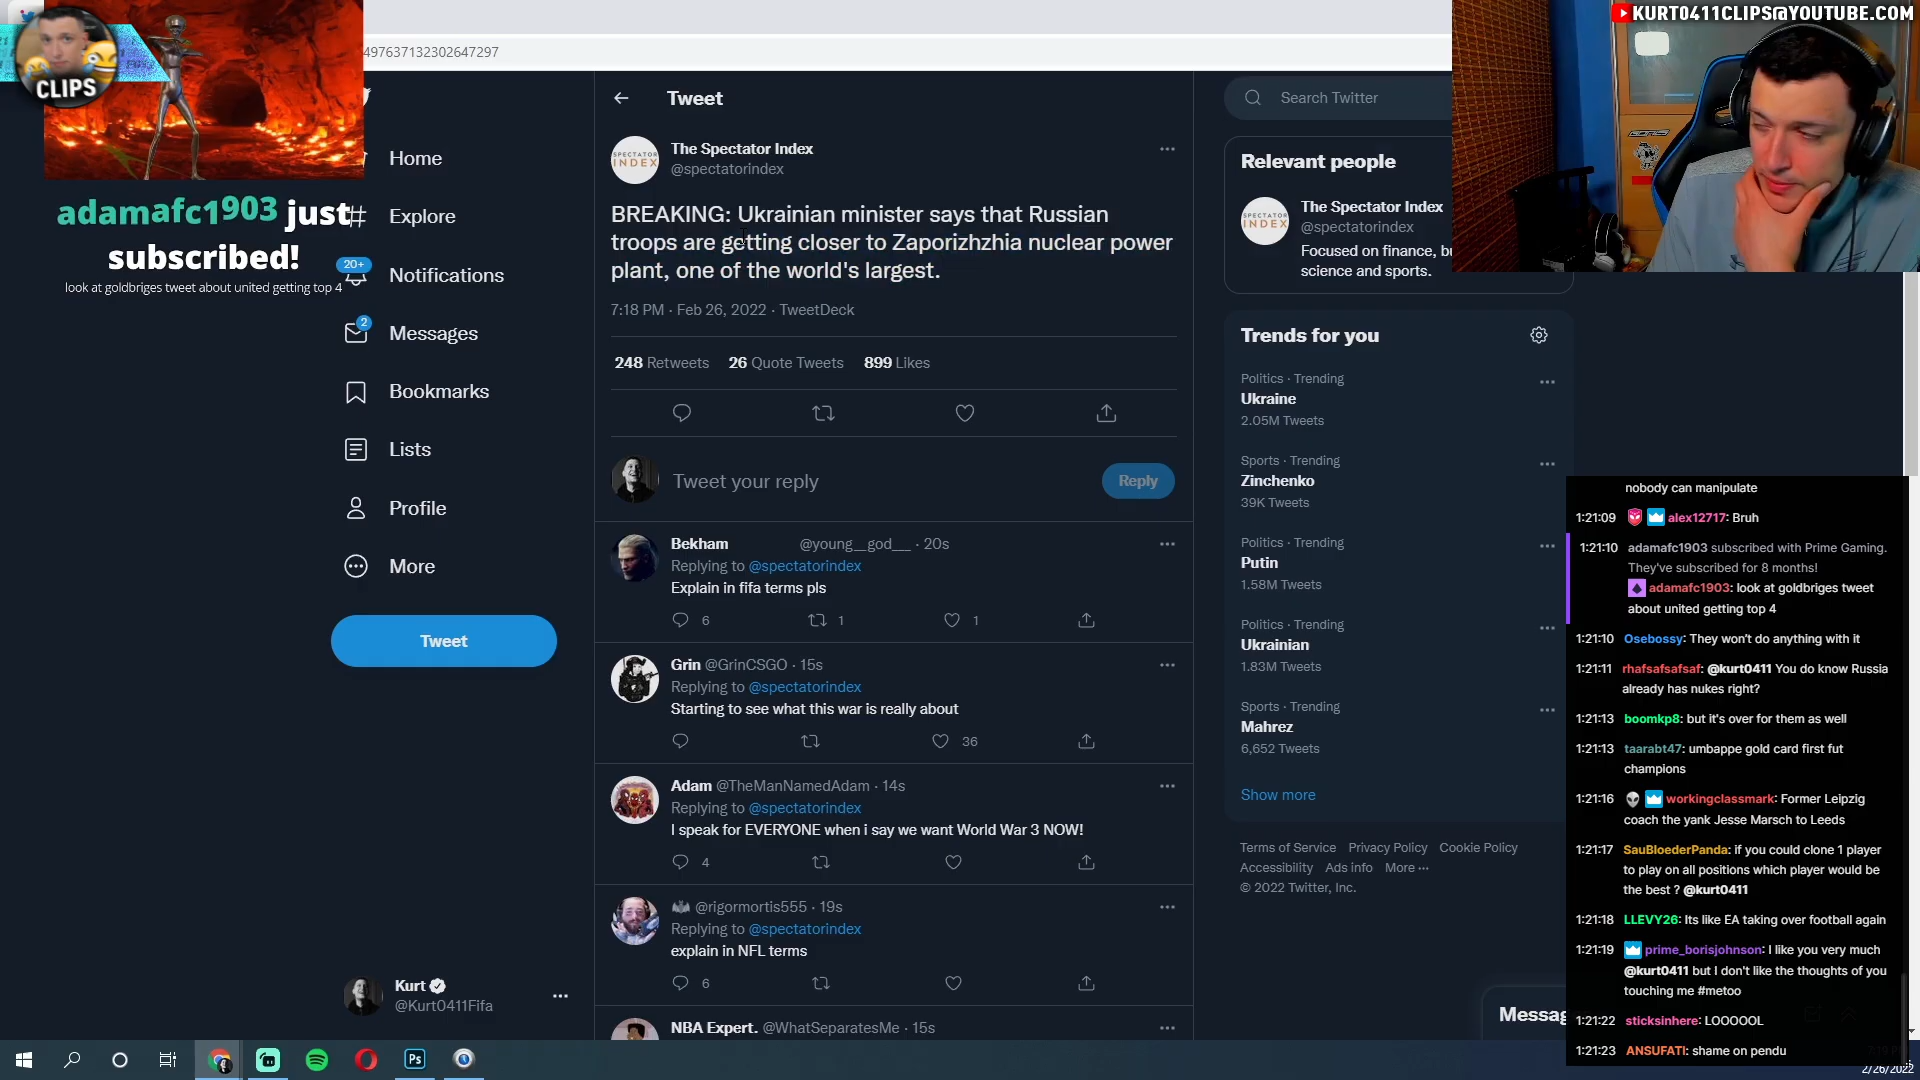 CLIPS
497637132302647297
KURT0411CLIPS@YOUTUBE.COM
adamafc1903 just
subscribed!
look at goldbriges tweet about united getting top 4
Home
Explore
20+
Notifications
2
Messages
Bookmarks
Lists
Profile
More
Tweet
Kurt
@Kurt0411Fifa
Tweet
SPECTATOR
INDEX
The Spectator Index
@spectatorindex
BREAKING: Ukrainian minister says that Russian
troops are getting closer to Zaporizhzhia nuclear power
plant, one of the world's largest.
7:18 PM · Feb 26, 2022 · TweetDeck
248 Retweets 26 Quote Tweets 899 Likes
Tweet your reply
Reply
Bekham @young__god___ · 20s
Replying to @spectatorindex
Explain in fifa terms pls
6 1 1
Grin @GrinCSGO · 15s
Replying to @spectatorindex
Starting to see what this war is really about
36
Adam @TheManNamedAdam · 14s
Replying to @spectatorindex
I speak for EVERYONE when i say we want World War 3 NOW!
4
@rigormortis555 · 19s
Replying to @spectatorindex
explain in NFL terms
6
NBA Expert. @WhatSeparatesMe · 15s
Search Twitter
Relevant people
SPECTATOR
INDEX
The Spectator Index
@spectatorindex
Focused on finance, bu
science and sports.
Trends for you
Politics · Trending
Ukraine
2.05M Tweets
Sports · Trending
Zinchenko
39K Tweets
Politics · Trending
Putin
1.58M Tweets
Politics · Trending
Ukrainian
1.83M Tweets
Sports · Trending
Mahrez
6,652 Tweets
Show more
Terms of Service Privacy Policy Cookie Policy
Accessibility Ads info More ···
© 2022 Twitter, Inc.
Messag
nobody can manipulate
1:21:09 alex12717: Bruh
1:21:10 adamafc1903 subscribed with Prime Gaming.
They've subscribed for 8 months!
adamafc1903: look at goldbriges tweet
about united getting top 4
1:21:10 Osebossy: They won't do anything with it
1:21:11 rhafsafsafsaf: @kurt0411 You do know Russia
already has nukes right?
1:21:13 boomkp8: but it's over for them as well
1:21:13 taarabt47: umbappe gold card first fut
champions
1:21:16 workingclassmark: Former Leipzig
coach the yank Jesse Marsch to Leeds
1:21:17 SauBloederPanda: if you could clone 1 player
to play on all positions which player would be
the best ? @kurt0411
1:21:18 LLEVY26: Its like EA taking over football again
1:21:19 prime_borisjohnson: I like you very much
@kurt0411 but I don't like the thoughts of you
touching me #metoo
1:21:22 sticksinhere: LOOOOOL
1:21:23 ANSUFATI: shame on pendu
Ps
2/26/2022